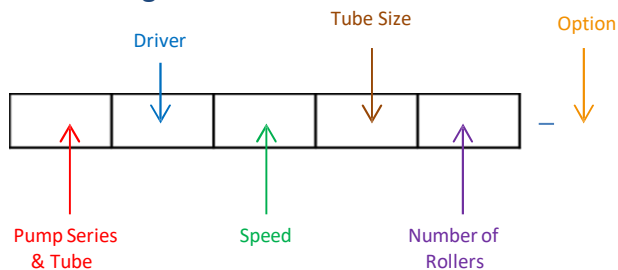 Tube Size
Option
Driver
–
Pump Series
& Tube
Speed
Number of
Rollers